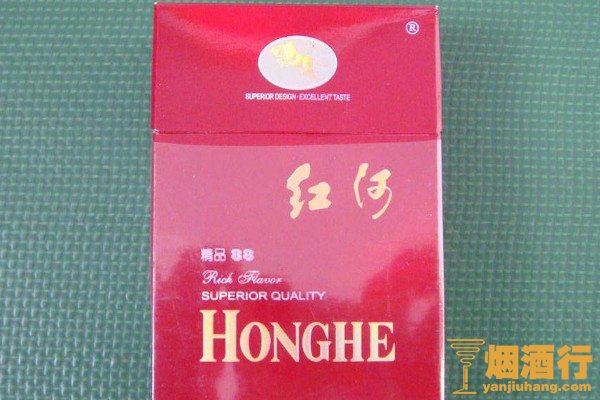 ®
SUPERIOR DESIGN·EXCELLENT TASTE
红河
精品 88
Rich Flavor
SUPERIOR QUALITY
HONGHE
烟酒行
yanjiuhang.com